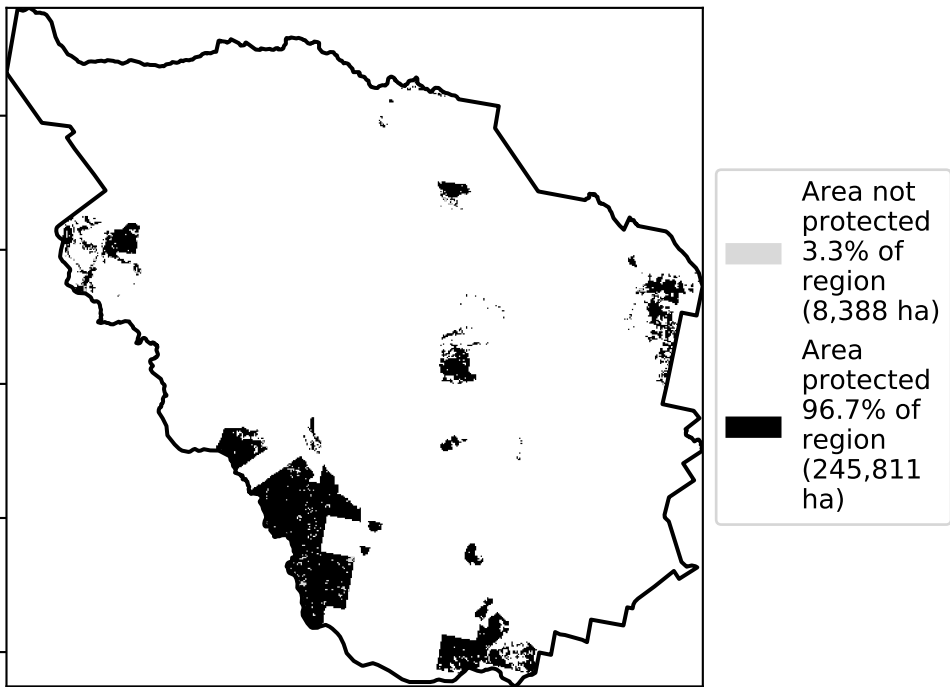 Area not
protected
3.3% of
region
(8,388 ha)
Area
protected
96.7% of
region
(245,811
ha)